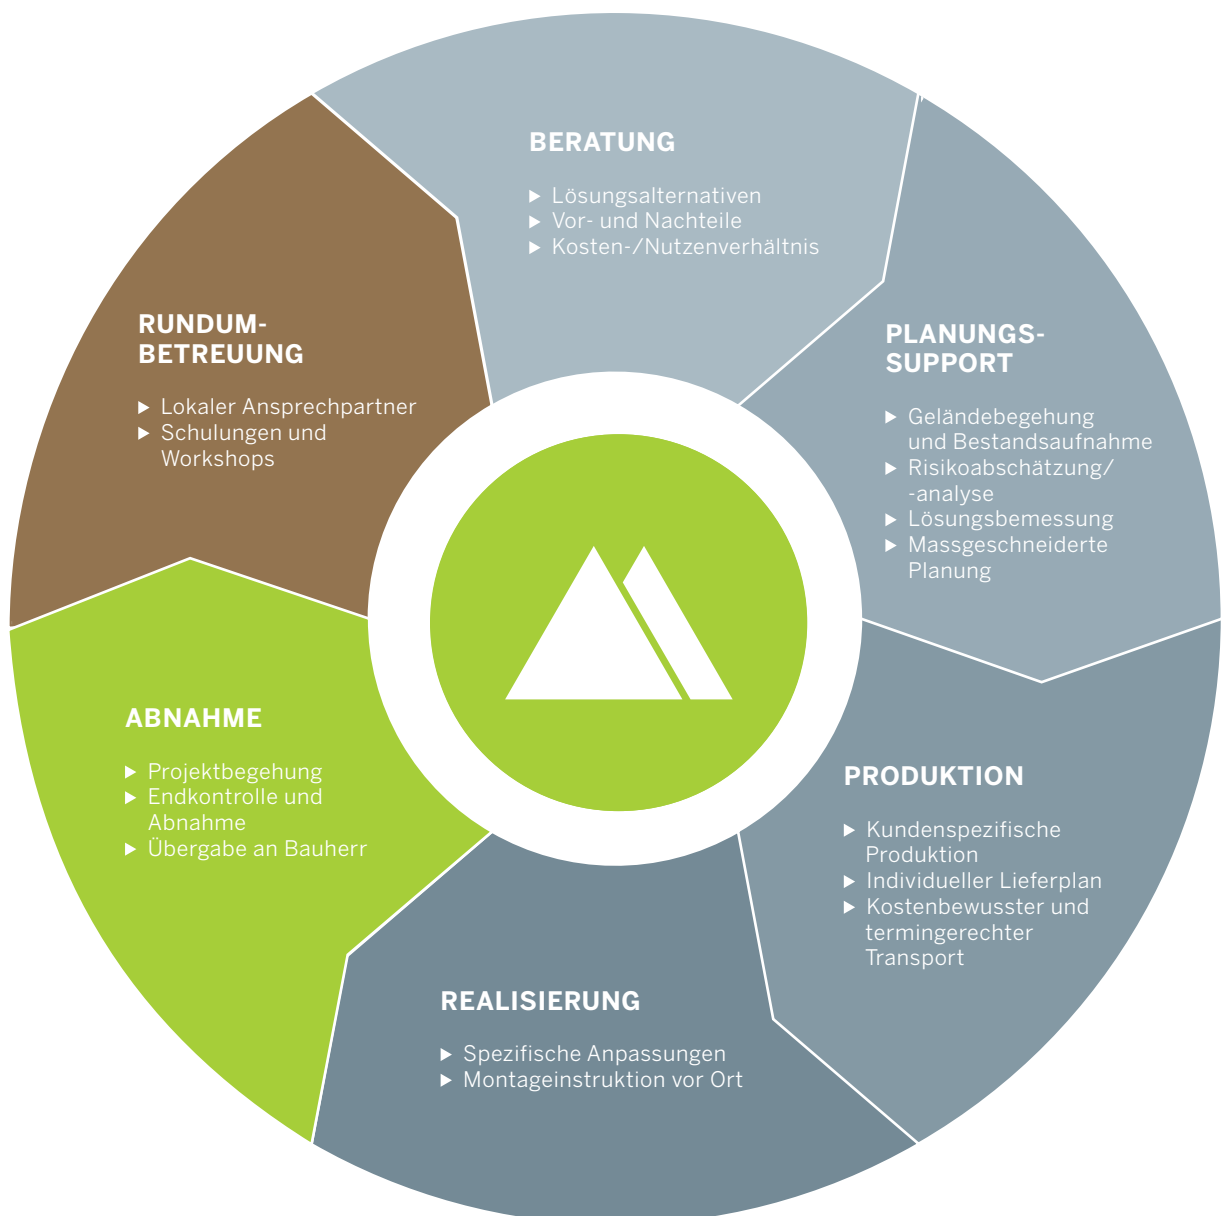 BERATUNG
▶ Lösungsalternativen
▶ Vor- und Nachteile
▶ Kosten-/Nutzenverhältnis
PLANUNGS-
SUPPORT
▶ Geländebegehung
und Bestandsaufnahme
▶ Risikoabschätzung/
-analyse
▶ Lösungsbemessung
▶ Massgeschneiderte
Planung
PRODUKTION
▶ Kundenspezifische
Produktion
▶ Individueller Lieferplan
▶ Kostenbewusster und
termingerechter
Transport
REALISIERUNG
▶ Spezifische Anpassungen
▶ Montageinstruktion vor Ort
ABNAHME
▶ Projektbegehung
▶ Endkontrolle und
Abnahme
▶ Übergabe an Bauherr
RUNDUM-
BETREUUNG
▶ Lokaler Ansprechpartner
▶ Schulungen und
Workshops